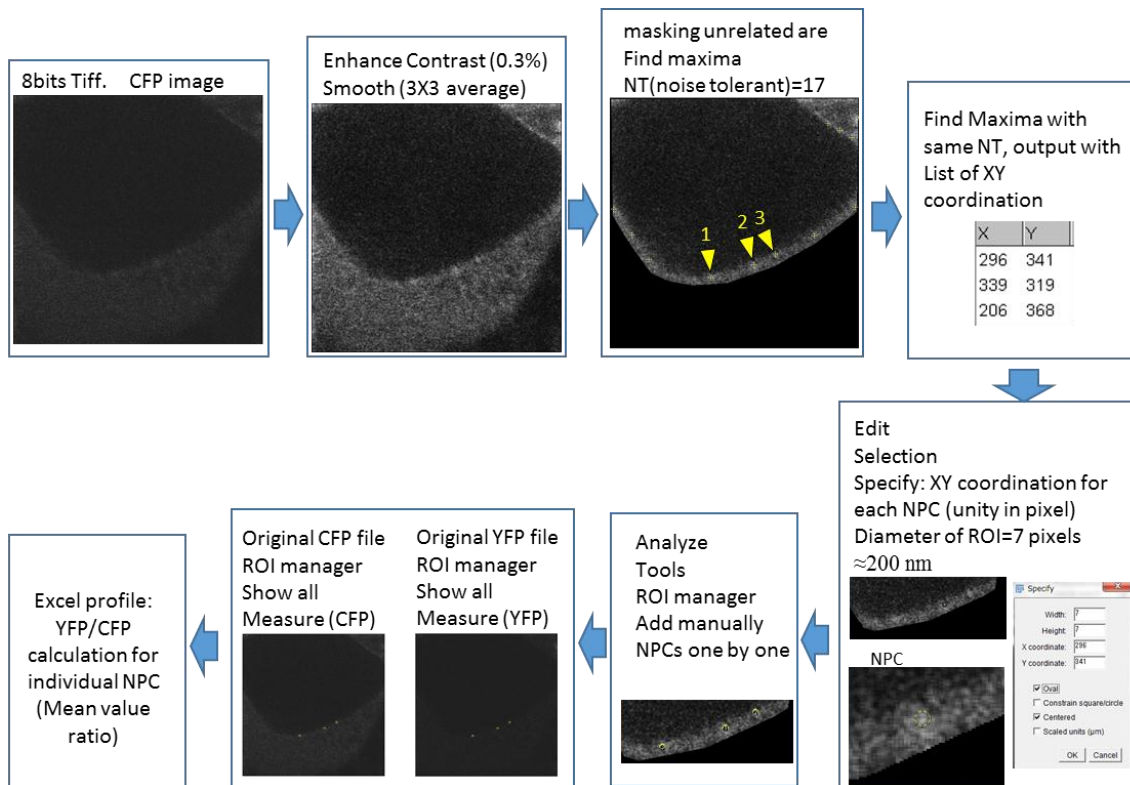 8bits Tiff. CFP image
Enhance Contrast (0.3%)
Smooth (3X3 average)
masking unrelated are
Find maxima
NT(noise tolerant)=17
1
2
3
Find Maxima with
same NT, output with
List of XY
coordination
X Y
296 341
339 319
206 368
Edit
Selection
Specify: XY coordination for
each NPC (unity in pixel)
Diameter of ROI=7 pixels
≈200 nm
NPC
Specify
Width: 7
Height: 7
X coordinate: 296
Y coordinate: 341
Oval
Constrain square/circle
Centered
Scaled units (µm)
OK Cancel
Analyze
Tools
ROI manager
Add manually
NPCs one by one
Original CFP file
ROI manager
Show all
Measure (CFP)
Original YFP file
ROI manager
Show all
Measure (YFP)
Excel profile:
YFP/CFP
calculation for
individual NPC
(Mean value
ratio)